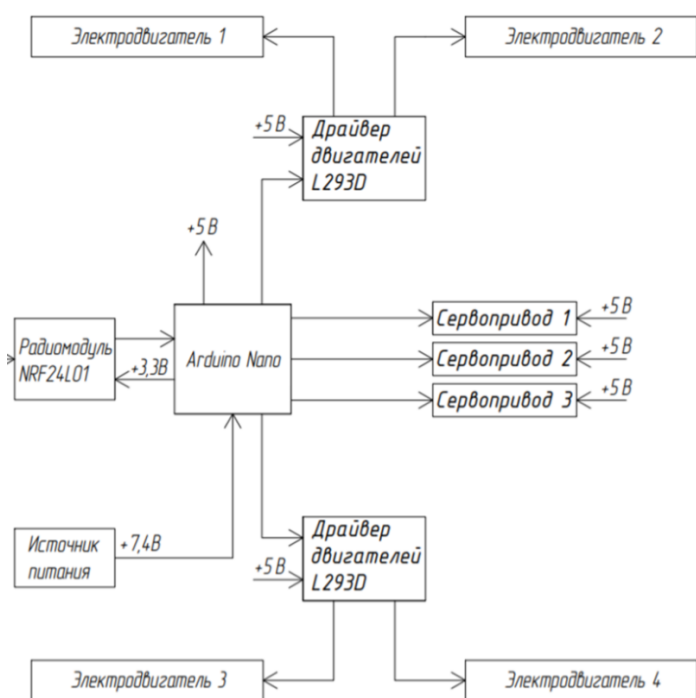 Электродвигатель 1
Электродвигатель 2
+5В
Драйвер
двигателей
L293D
+5В
Радиомодуль
NRF24L01
+3,3В
Arduino Nano
Сервопривод 1
+5В
Сервопривод 2
+5В
Сервопривод 3
+5В
Источник
питания
+7,4В
Драйвер
двигателей
L293D
+5В
Электродвигатель 3
Электродвигатель 4